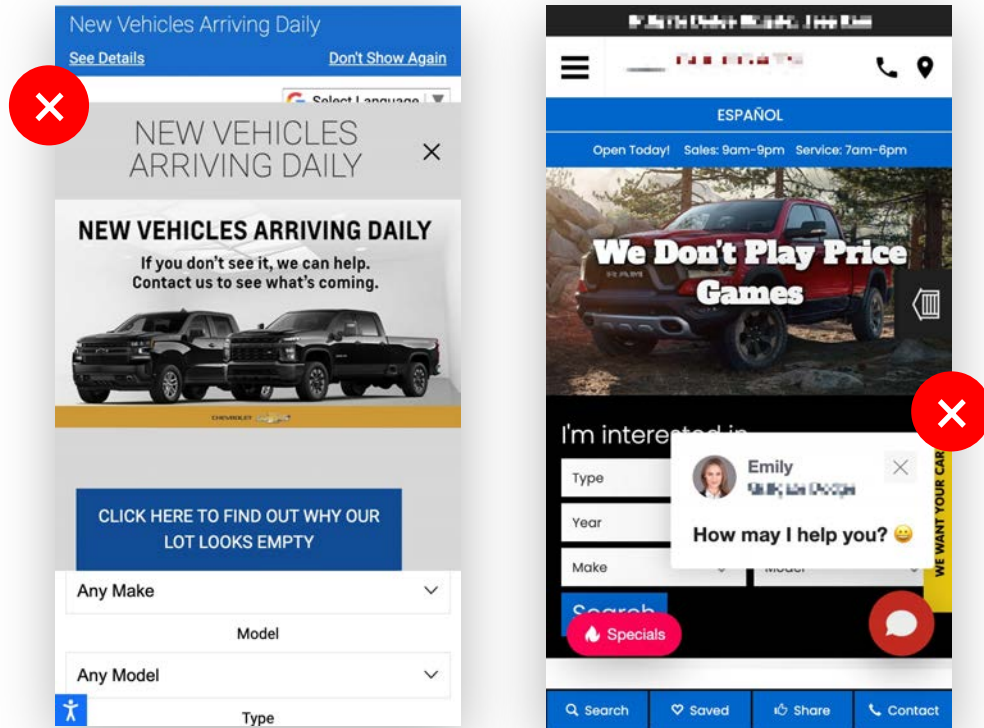 New Vehicles Arriving Daily
See Details
Don't Show Again
Select Language
NEW VEHICLES
ARRIVING DAILY
NEW VEHICLES ARRIVING DAILY
If you don't see it, we can help.
Contact us to see what's coming.
CHEVROLET
CLICK HERE TO FIND OUT WHY OUR
LOT LOOKS EMPTY
Any Make
Model
Any Model
Type
ESPAÑOL
Open Today! Sales: 9am-9pm Service: 7am-6pm
We Don't Play Price
Games
RAM
I'm interested in
Type
Emily
Year
How may I help you? 😀
Make
Model
WE WANT YOUR CAR
Search
Specials
Search
Saved
Share
Contact